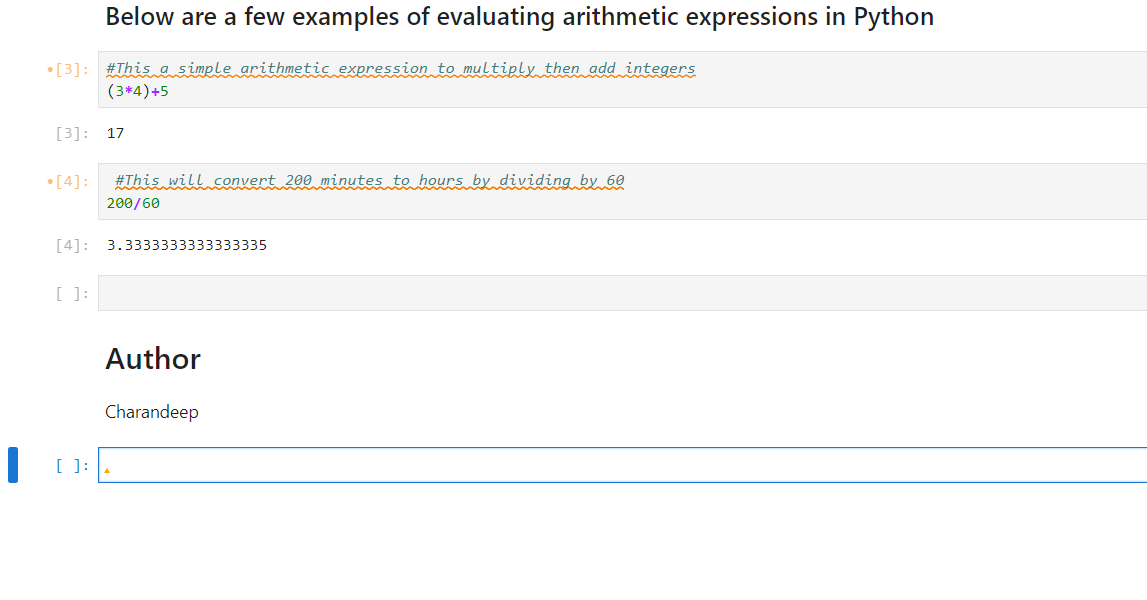 Below are a few examples of evaluating arithmetic expressions in Python
[3]: #This a simple arithmetic expression to multiply then add integers
(3*4)+5
[3]: 17
[4]: #This will convert 200 minutes to hours by dividing by 60
200/60
[4]: 3.3333333333333335
[ ]:
Author
Charandeep
[ ]: